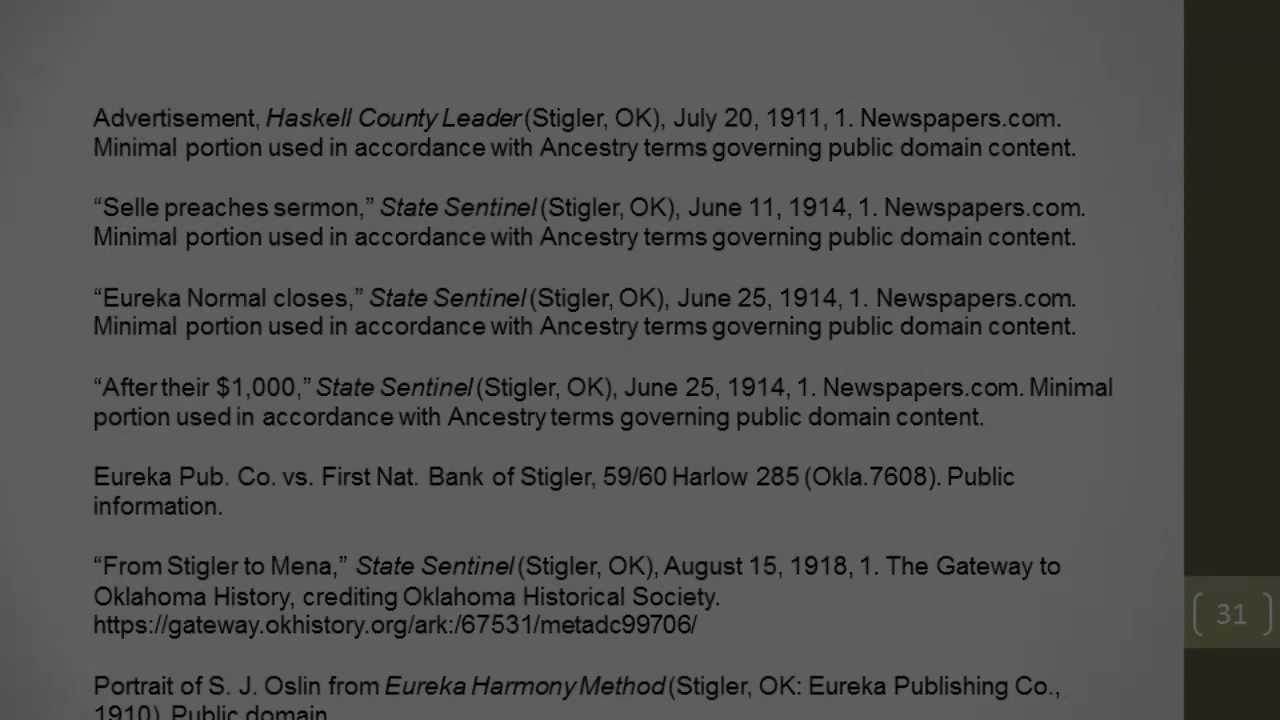 Advertisement, Haskell County Leader (Stigler, OK), July 20, 1911, 1. Newspapers.com.
Minimal portion used in accordance with Ancestry terms governing public domain content.
“Selle preaches sermon,” State Sentinel (Stigler, OK), June 11, 1914, 1. Newspapers.com.
Minimal portion used in accordance with Ancestry terms governing public domain content.
“Eureka Normal closes,” State Sentinel (Stigler, OK), June 25, 1914, 1. Newspapers.com.
Minimal portion used in accordance with Ancestry terms governing public domain content.
“After their $1,000,” State Sentinel (Stigler, OK), June 25, 1914, 1. Newspapers.com. Minimal
portion used in accordance with Ancestry terms governing public domain content.
Eureka Pub. Co. vs. First Nat. Bank of Stigler, 59/60 Harlow 285 (Okla.7608). Public
information.
“From Stigler to Mena,” State Sentinel (Stigler, OK), August 15, 1918, 1. The Gateway to
Oklahoma History, crediting Oklahoma Historical Society.
https://gateway.okhistory.org/ark:/67531/metadc99706/
Portrait of S. J. Oslin from Eureka Harmony Method (Stigler, OK: Eureka Publishing Co.,
1910). Public domain.
31